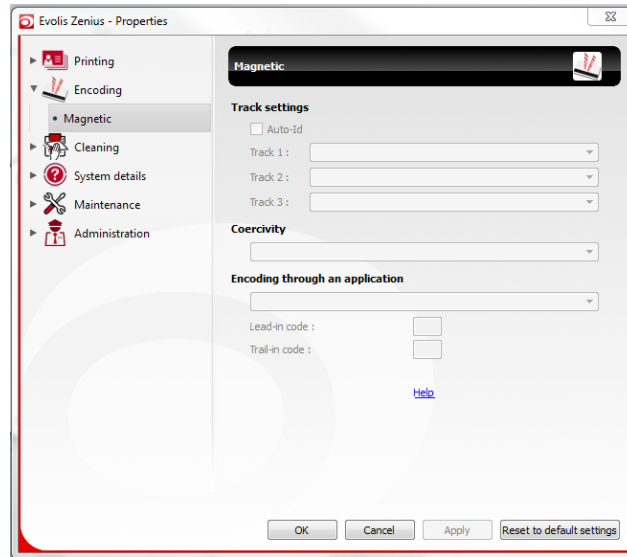 Evolis Zenius - Properties
Printing
Encoding
Magnetic
Cleaning
System details
Maintenance
Administration
Magnetic
Track settings
Auto-Id
Track 1 :
Track 2 :
Track 3 :
Coercivity
Encoding through an application
Lead-in code :
Trail-in code :
Help
OK
Cancel
Apply
Reset to default settings